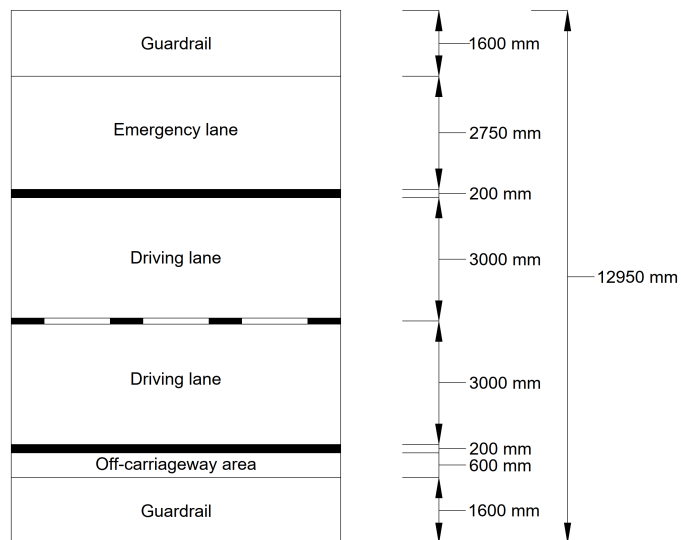 Guardrail
1600 mm
Emergency lane
2750 mm
200 mm
Driving lane
3000 mm
12950 mm
Driving lane
3000 mm
200 mm
Off-carriageway area
600 mm
Guardrail
1600 mm